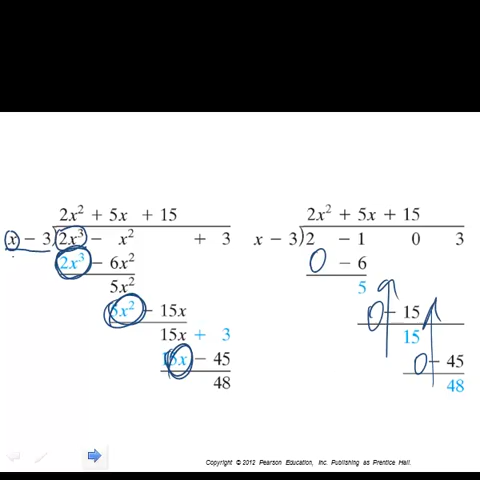 2x² + 5x + 15    2x² + 5x + 15
x − 3)2x³ − x² + 3    x − 3)2 −1 0 3
2x³ − 6x²    0 − 6
5x²    5
5x² − 15x    0 − 15
15x + 3    15
15x − 45    0 − 45
48    48
Copyright © 2012 Pearson Education, Inc. Publishing as Prentice Hall.